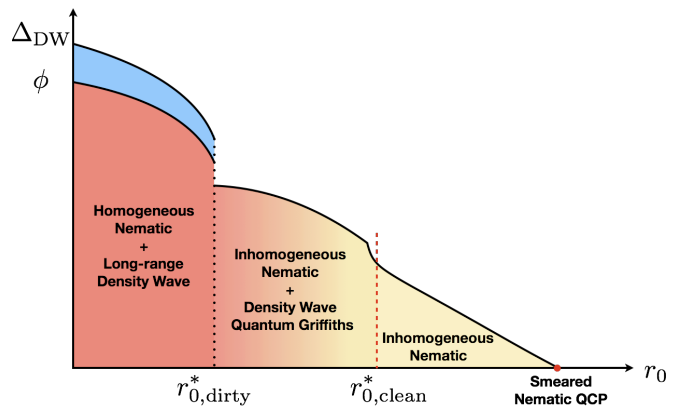 Δ_DW
ϕ
Homogeneous
Nematic
+
Long-range
Density Wave
Inhomogeneous
Nematic
+
Density Wave
Quantum Griffiths
Inhomogeneous
Nematic
r*_0,dirty
r*_0,clean
r_0
Smeared
Nematic QCP